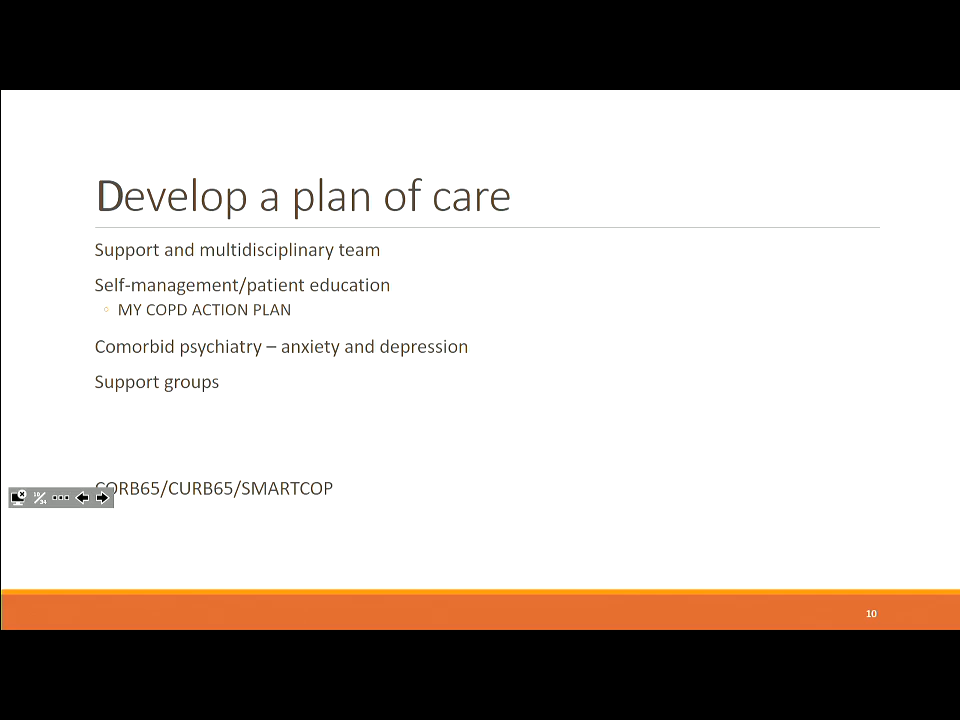 Develop a plan of care
Support and multidisciplinary team
Self-management/patient education
◦ MY COPD ACTION PLAN
Comorbid psychiatry – anxiety and depression
Support groups
CORB65/CURB65/SMARTCOP
10